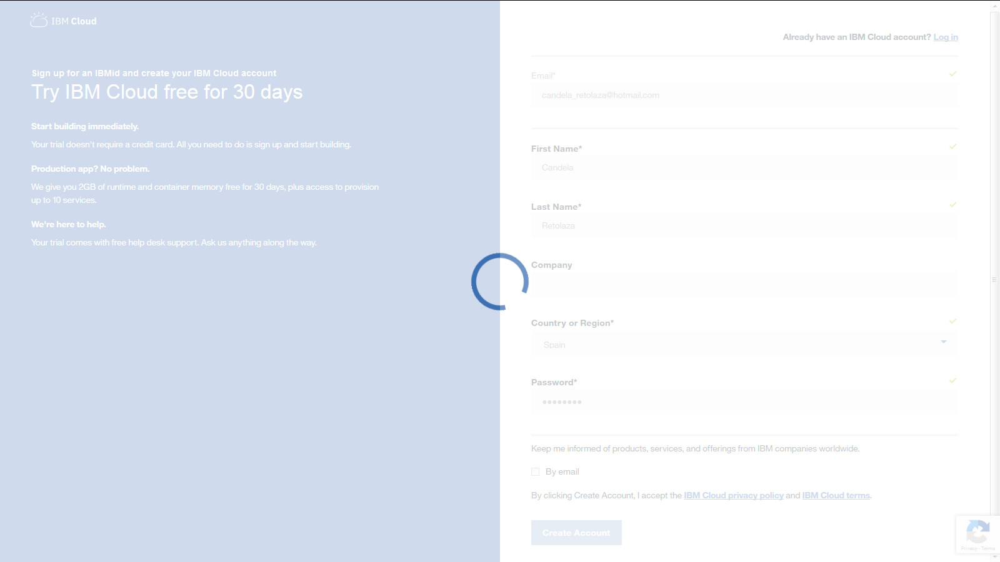 IBM Cloud
Sign up for an IBMid and create your IBM Cloud account
Try IBM Cloud free for 30 days
Start building immediately.
Your trial doesn't require a credit card. All you need to do is sign up and start building.
Production app? No problem.
We give you 2GB of runtime and container memory free for 30 days, plus access to provision
up to 10 services.
We're here to help.
Your trial comes with free help desk support. Ask us anything along the way.
Already have an IBM Cloud account? Log in
Email*
candela_retolaza@hotmail.com
First Name*
Candela
Last Name*
Retolaza
Company
Country or Region*
Spain
Password*
Keep me informed of products, services, and offerings from IBM companies worldwide.
By email
By clicking Create Account, I accept the IBM Cloud privacy policy and IBM Cloud terms.
Create Account
Privacy - Terms